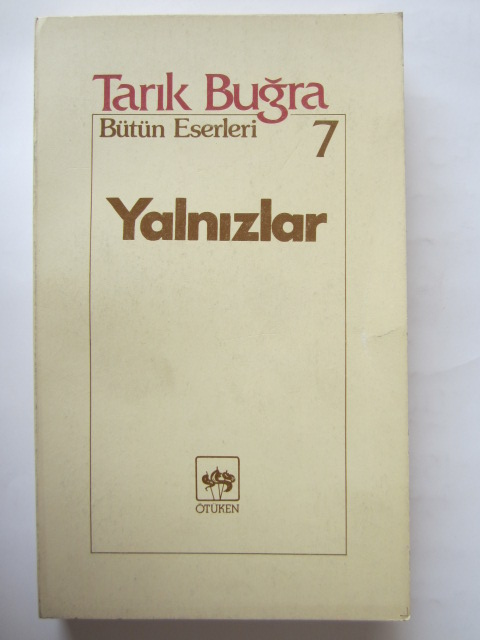 Tarık Buğra
Bütün Eserleri 7
Yalnızlar
ÖTÜKEN